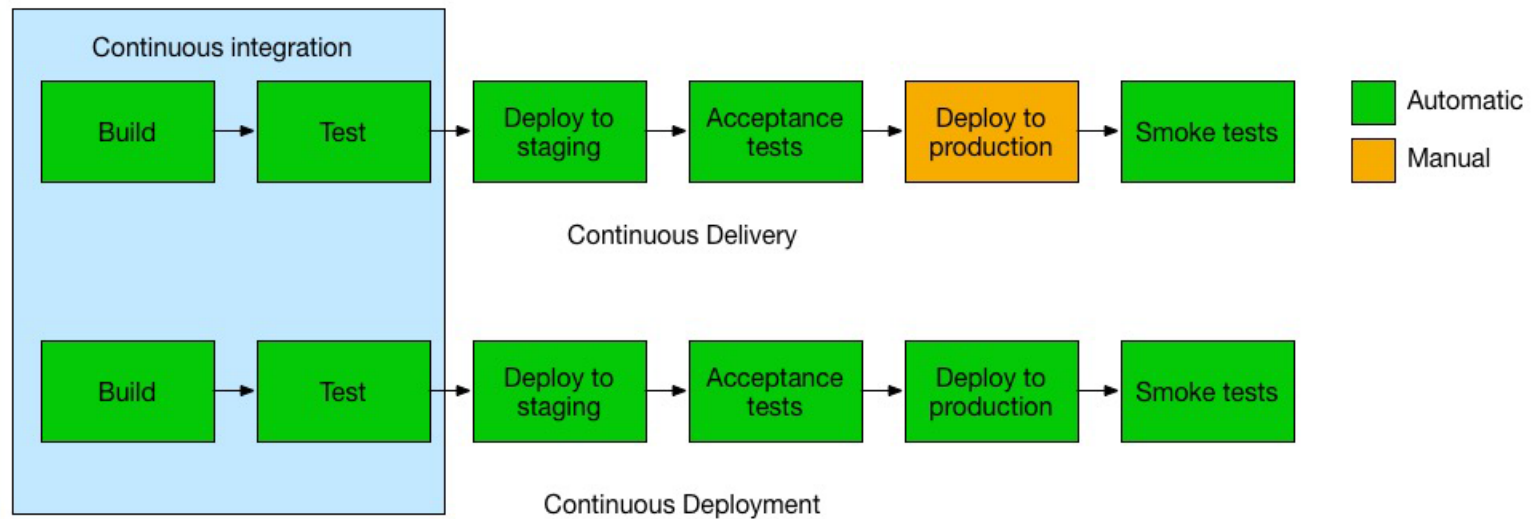 Continuous integration
Build
Test
Deploy to
staging
Acceptance
tests
Deploy to
production
Smoke tests
Automatic
Manual
Continuous Delivery
Build
Test
Deploy to
staging
Acceptance
tests
Deploy to
production
Smoke tests
Continuous Deployment